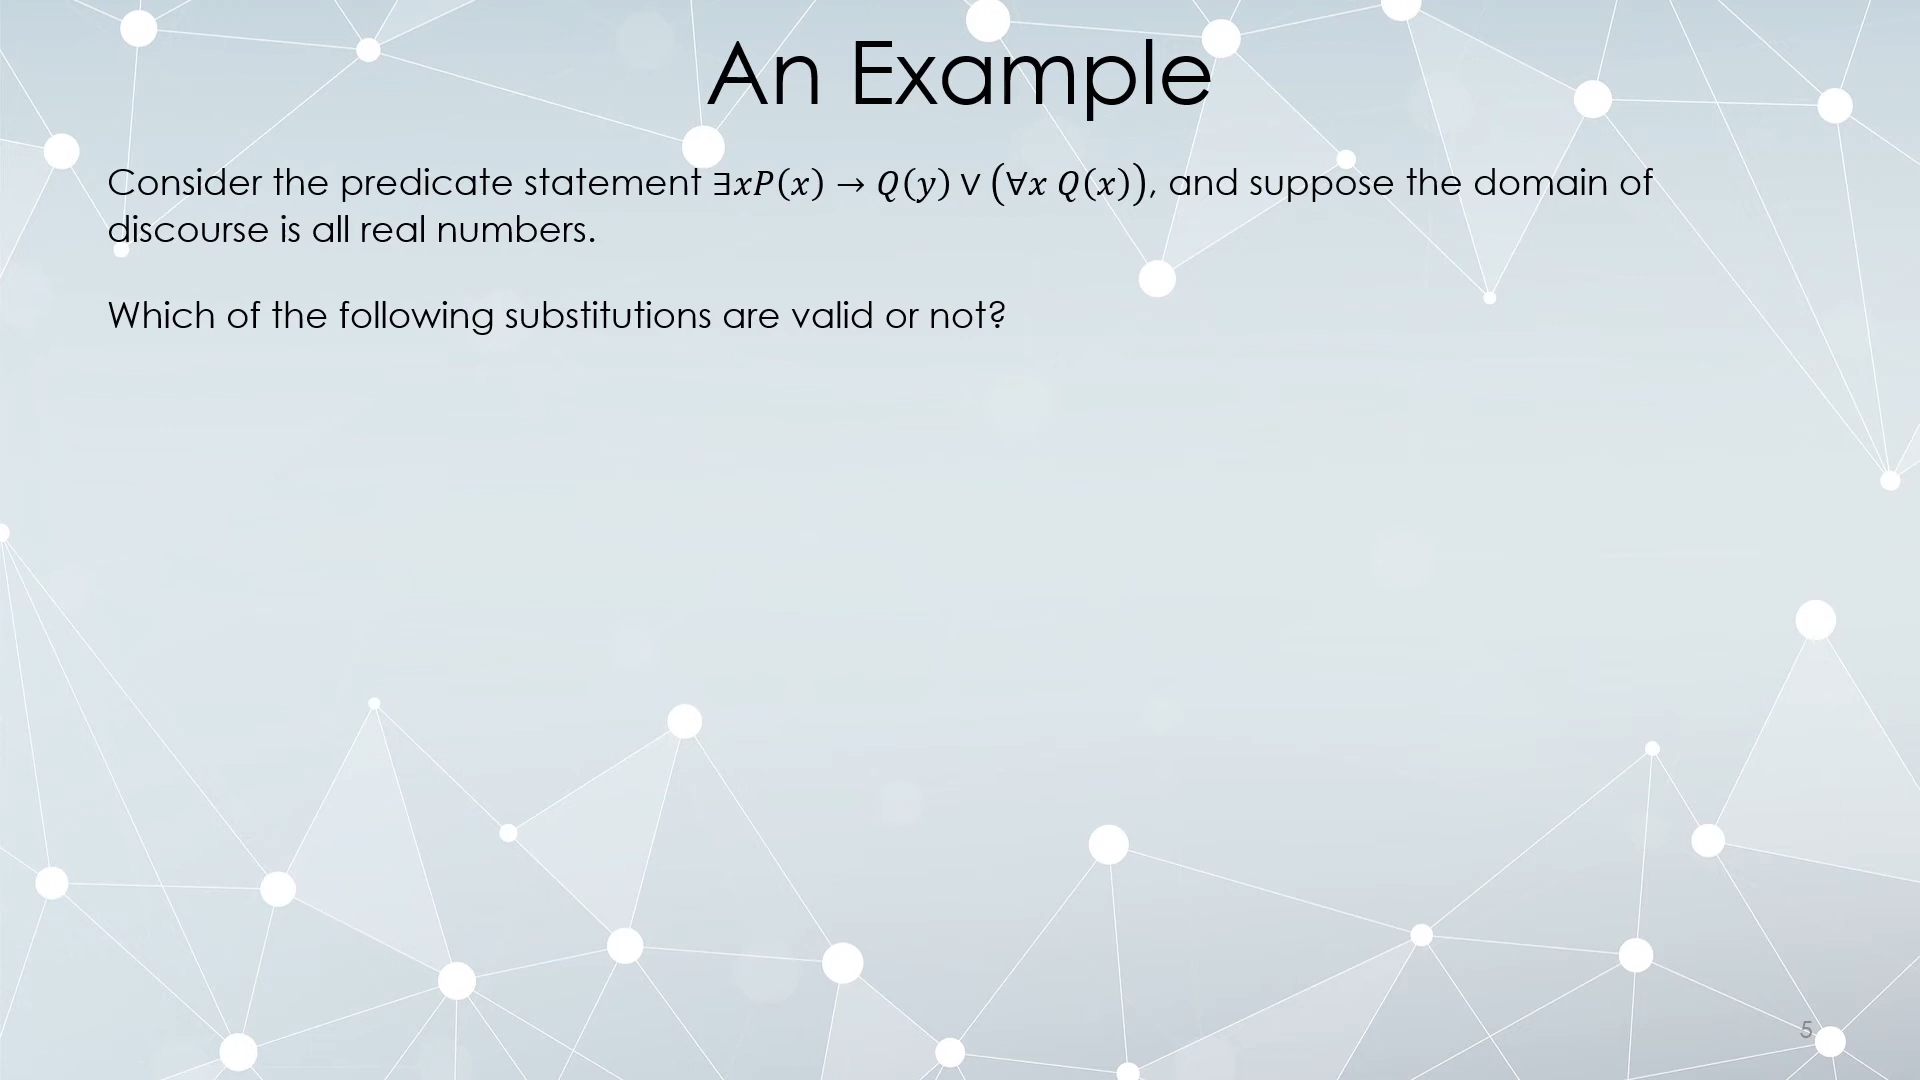 An Example
Consider the predicate statement ∃𝑥𝑃(𝑥) → 𝑄(𝑦) ∨ (∀𝑥 𝑄(𝑥)), and suppose the domain of
discourse is all real numbers.
Which of the following substitutions are valid or not?
5